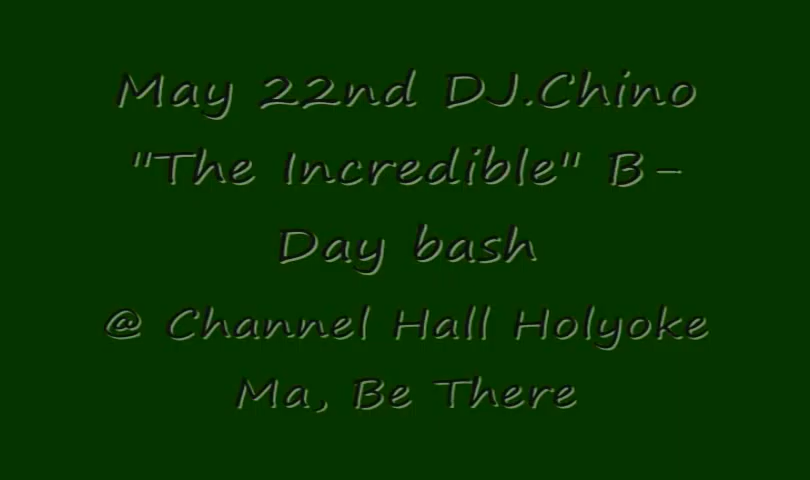 May 22nd DJ.Chino
"The Incredible" B-
Day bash
@ Channel Hall Holyoke
Ma, Be There